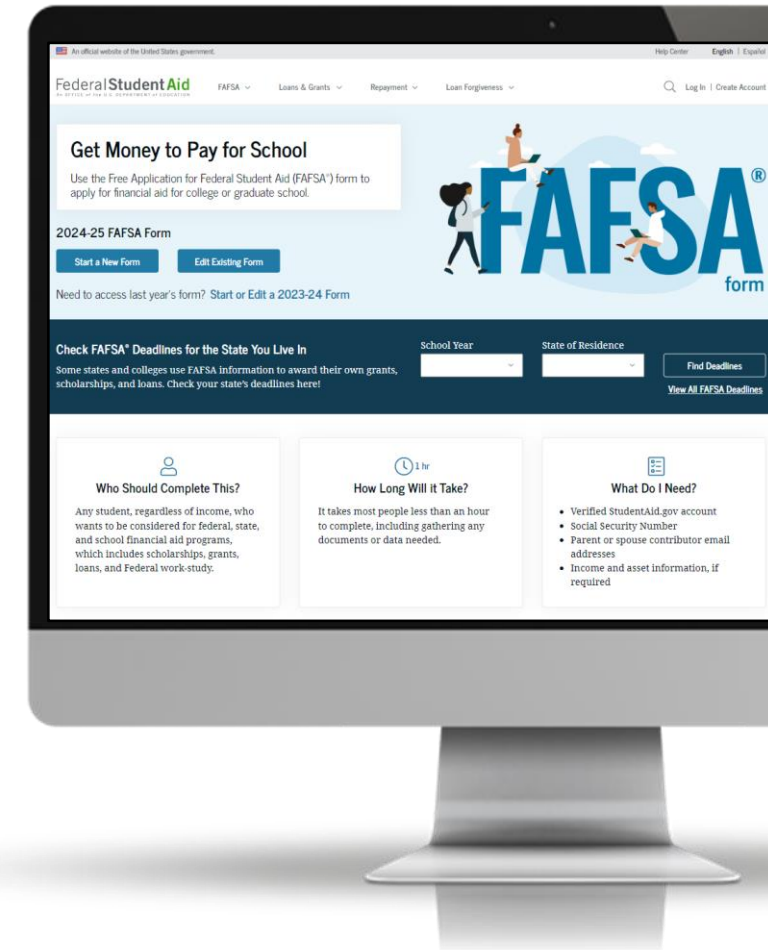 An official website of the United States government.
Help Center English | Español
Federal Student Aid
An OFFICE of the U.S. DEPARTMENT of EDUCATION
FAFSA Loans & Grants Repayment Loan Forgiveness
Log In | Create Account
Get Money to Pay for School
Use the Free Application for Federal Student Aid (FAFSA®) form to
apply for financial aid for college or graduate school.
FAFSA®
form
2024-25 FAFSA Form
Start a New Form Edit Existing Form
Need to access last year's form? Start or Edit a 2023-24 Form
Check FAFSA® Deadlines for the State You Live In
Some states and colleges use FAFSA information to award their own grants,
scholarships, and loans. Check your state's deadlines here!
School Year State of Residence
Find Deadlines
View All FAFSA Deadlines
Who Should Complete This?
Any student, regardless of income, who
wants to be considered for federal, state,
and school financial aid programs,
which includes scholarships, grants,
loans, and Federal work-study.
1 hr
How Long Will it Take?
It takes most people less than an hour
to complete, including gathering any
documents or data needed.
What Do I Need?
• Verified StudentAid.gov account
• Social Security Number
• Parent or spouse contributor email
addresses
• Income and asset information, if
required